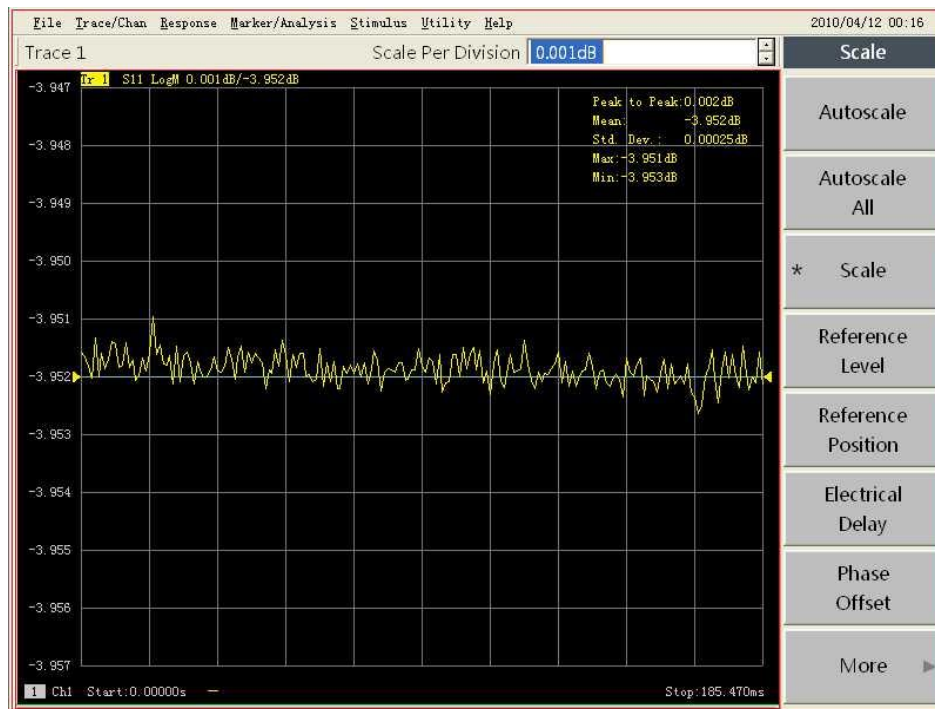 File Trace/Chan Response Marker/Analysis Stimulus Utility Help 2010/04/12 00:16
Trace 1 Scale Per Division 0.001dB
Scale
Tr 1 S11 LogM 0.001dB/-3.952dB
Peak to Peak:0.002dB
Mean: -3.952dB
Std. Dev.: 0.00025dB
Max:-3.951dB
Min:-3.953dB
-3.947
-3.948
-3.949
-3.950
-3.951
-3.952
-3.953
-3.954
-3.955
-3.956
-3.957
1 Ch1 Start:0.00000s — Stop:185.470ms
Autoscale
Autoscale
All
* Scale
Reference
Level
Reference
Position
Electrical
Delay
Phase
Offset
More